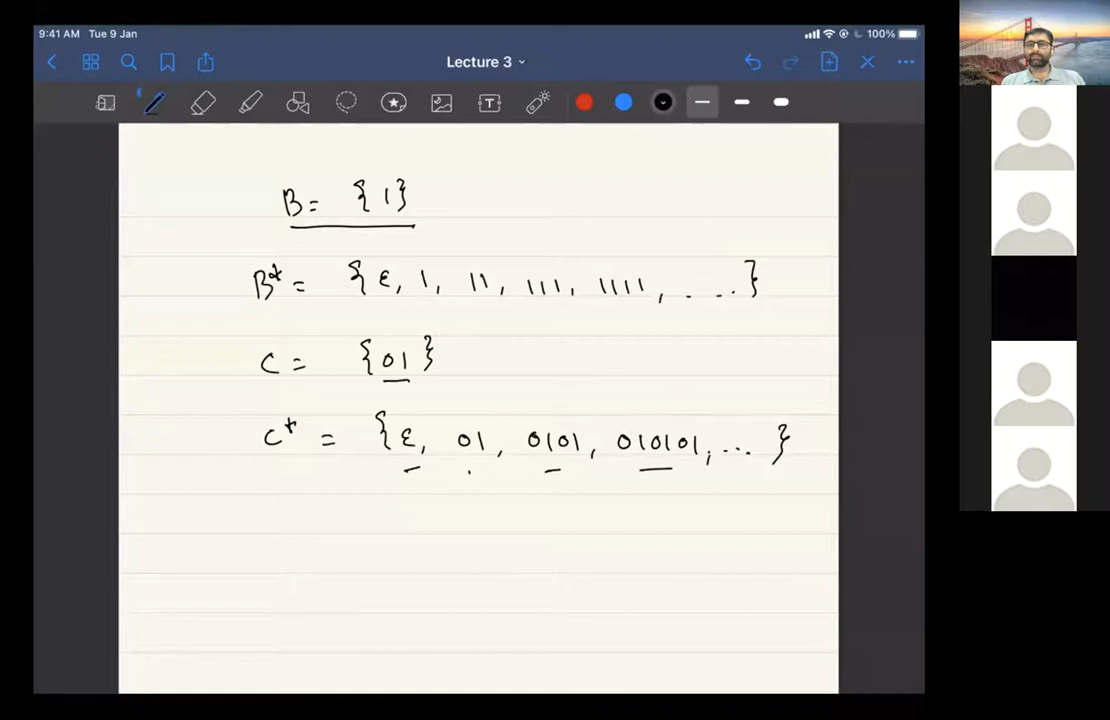 9:41 AM Tue 9 Jan 100%
Lecture 3
B = {1}
B* = {ε, 1, 11, 111, 1111, ....}
C = {01}
C* = {ε, 01, 0101, 010101, ... }